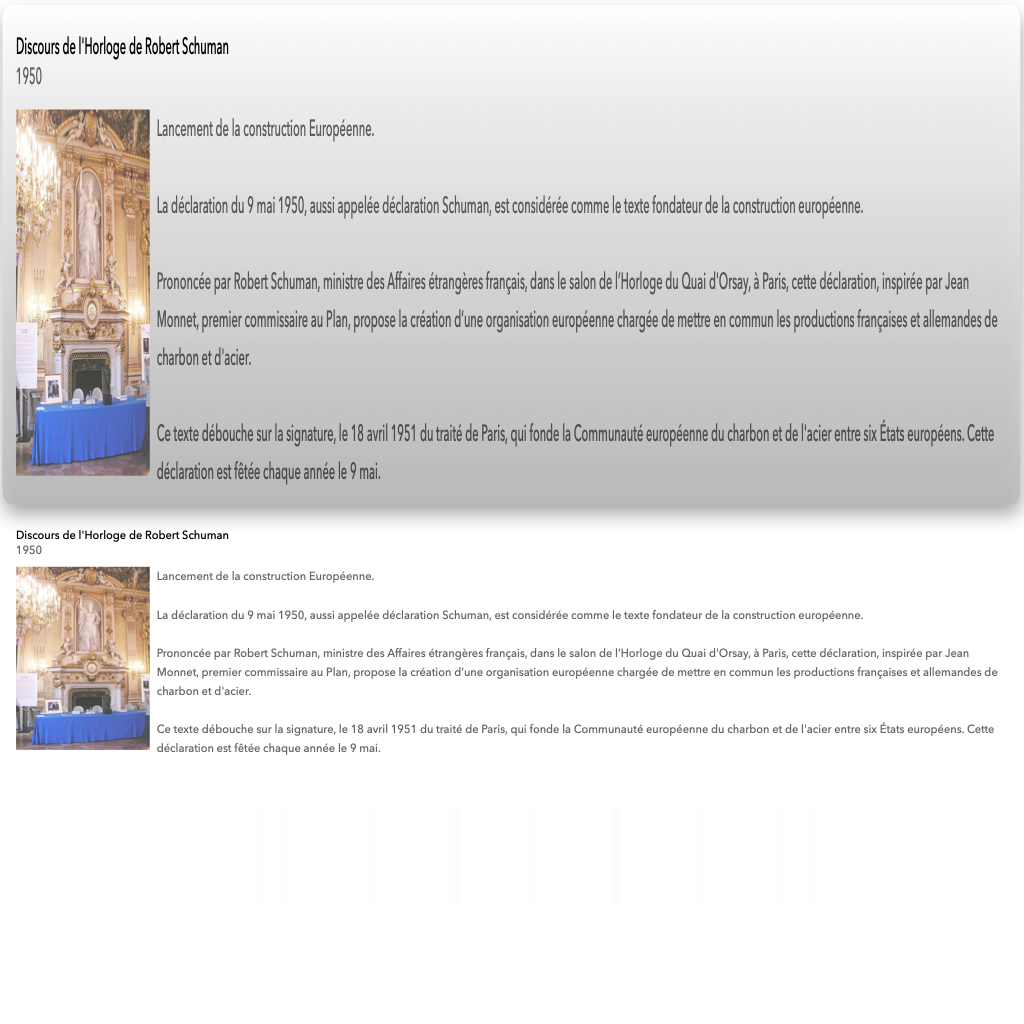 Discours de l'Horloge de Robert Schuman
1950
Lancement de la construction Européenne.
La déclaration du 9 mai 1950, aussi appelée déclaration Schuman, est considérée comme le texte fondateur de la construction européenne.
Prononcée par Robert Schuman, ministre des Affaires étrangères français, dans le salon de l’Horloge du Quai d'Orsay, à Paris, cette déclaration, inspirée par Jean
Monnet, premier commissaire au Plan, propose la création d’une organisation européenne chargée de mettre en commun les productions françaises et allemandes de
charbon et d'acier.
Ce texte débouche sur la signature, le 18 avril 1951 du traité de Paris, qui fonde la Communauté européenne du charbon et de l'acier entre six États européens. Cette
déclaration est fêtée chaque année le 9 mai.
Discours de l'Horloge de Robert Schuman
1950
Lancement de la construction Européenne.
La déclaration du 9 mai 1950, aussi appelée déclaration Schuman, est considérée comme le texte fondateur de la construction européenne.
Prononcée par Robert Schuman, ministre des Affaires étrangères français, dans le salon de l’Horloge du Quai d'Orsay, à Paris, cette déclaration, inspirée par Jean
Monnet, premier commissaire au Plan, propose la création d’une organisation européenne chargée de mettre en commun les productions françaises et allemandes de
charbon et d'acier.
Ce texte débouche sur la signature, le 18 avril 1951 du traité de Paris, qui fonde la Communauté européenne du charbon et de l'acier entre six États européens. Cette
déclaration est fêtée chaque année le 9 mai.